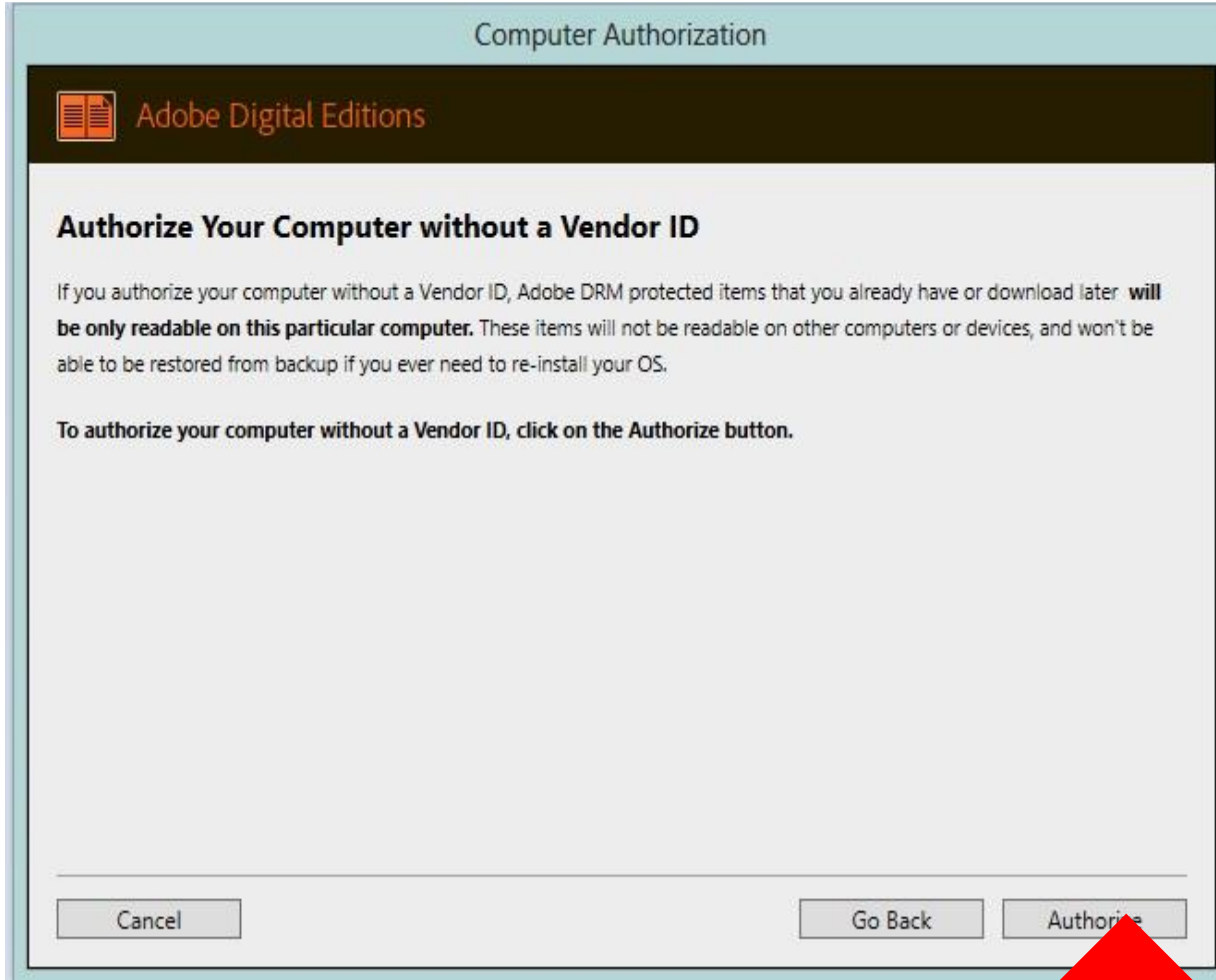 Computer Authorization
Adobe Digital Editions
Authorize Your Computer without a Vendor ID
If you authorize your computer without a Vendor ID, Adobe DRM protected items that you already have or download later will
be only readable on this particular computer. These items will not be readable on other computers or devices, and won't be
able to be restored from backup if you ever need to re-install your OS.
To authorize your computer without a Vendor ID, click on the Authorize button.
Cancel
Go Back
Authorize